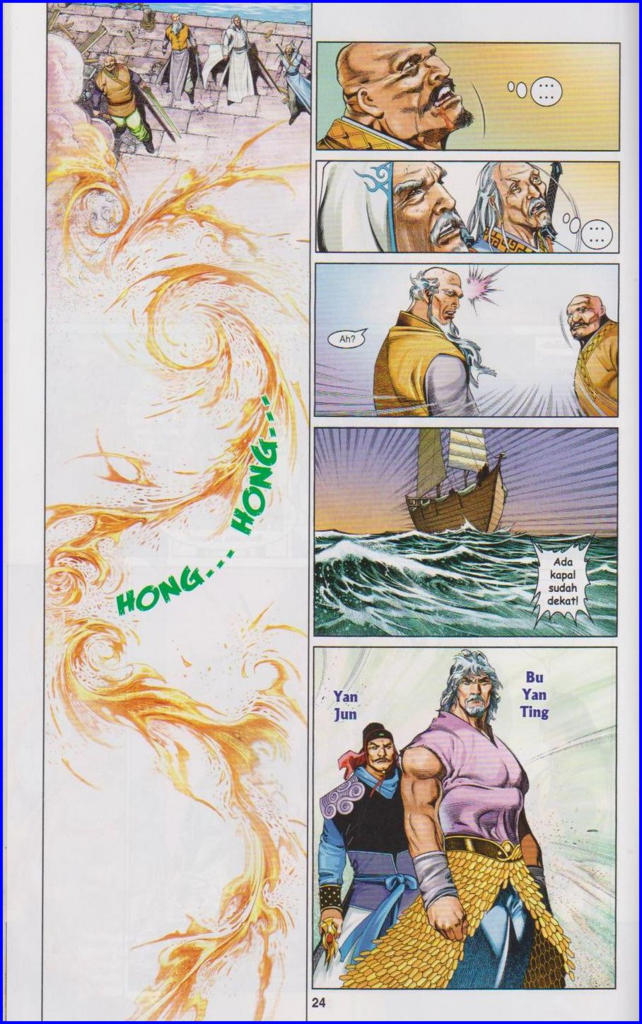 HONG...
HONG...
...
...
...
...
Ah?
Ada
kapal
sudah
dekat!
Yan
Jun
Bu
Yan
Ting
24